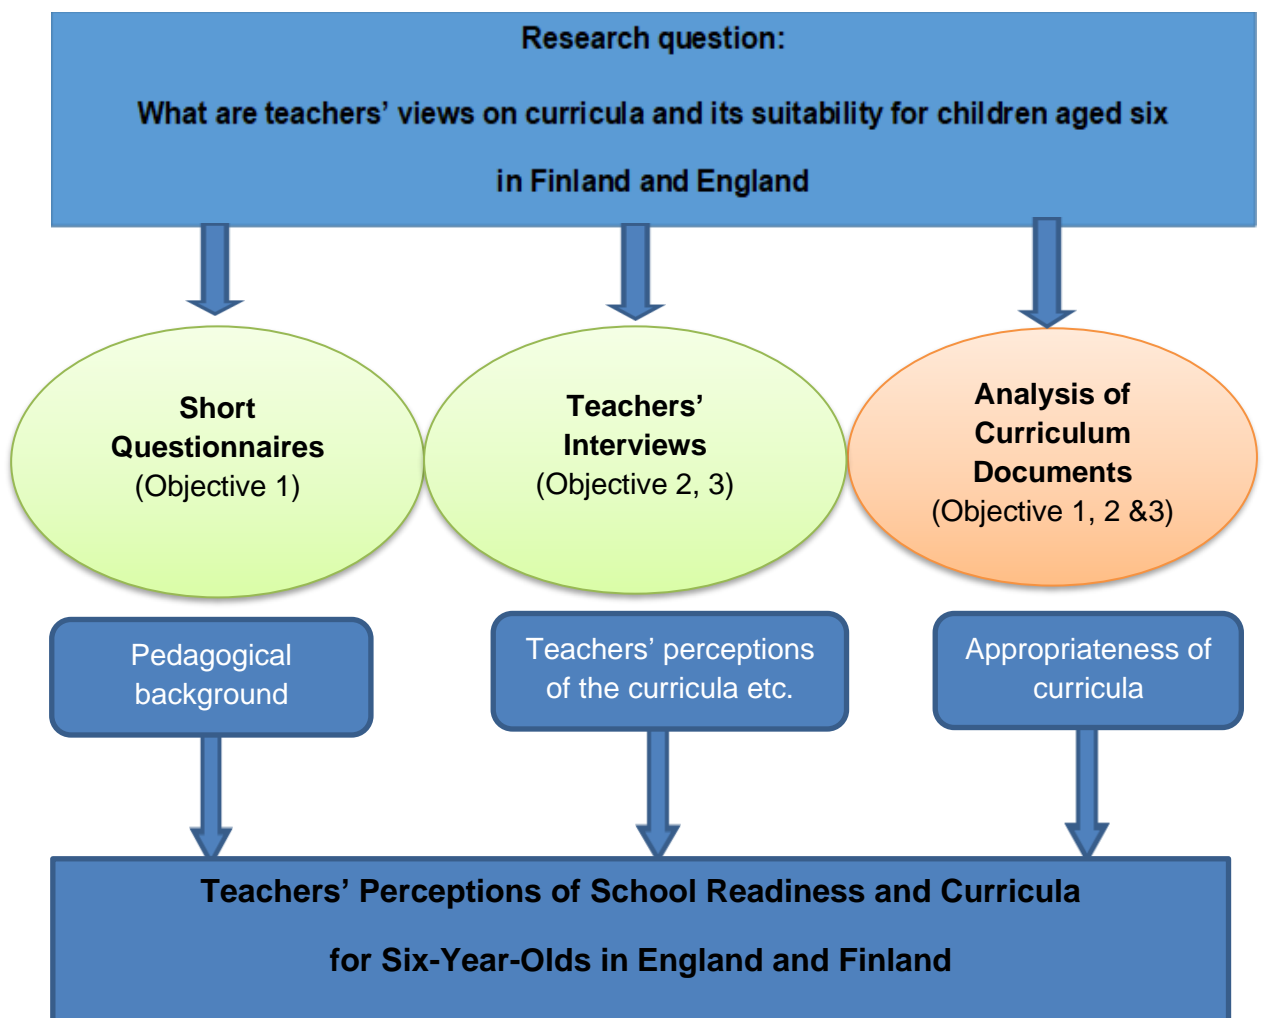 Research question:
What are teachers’ views on curricula and its suitability for children aged six
in Finland and England
Short
Questionnaires
(Objective 1)
Teachers’
Interviews
(Objective 2, 3)
Analysis of
Curriculum
Documents
(Objective 1, 2 &3)
Pedagogical
background
Teachers’ perceptions
of the curricula etc.
Appropriateness of
curricula
Teachers’ Perceptions of School Readiness and Curricula
for Six-Year-Olds in England and Finland